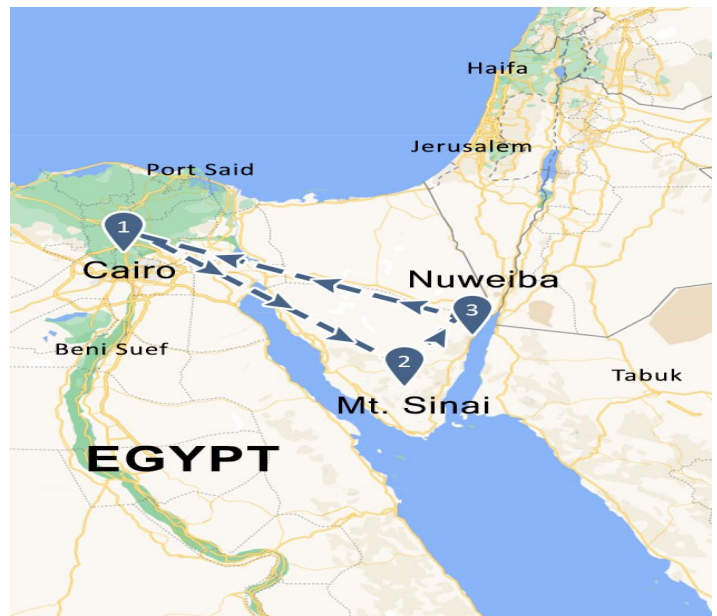 Haifa
Jerusalem
Port Said
1
Cairo
Nuweiba
3
Beni Suef
2
Tabuk
Mt. Sinai
EGYPT